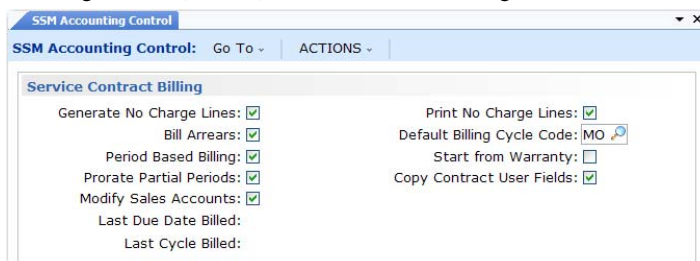 SSM Accounting Control
SSM Accounting Control: Go To ACTIONS
Service Contract Billing
Generate No Charge Lines: Print No Charge Lines:
Bill Arrears: Default Billing Cycle Code: MO
Period Based Billing: Start from Warranty:
Prorate Partial Periods: Copy Contract User Fields:
Modify Sales Accounts:
Last Due Date Billed:
Last Cycle Billed: